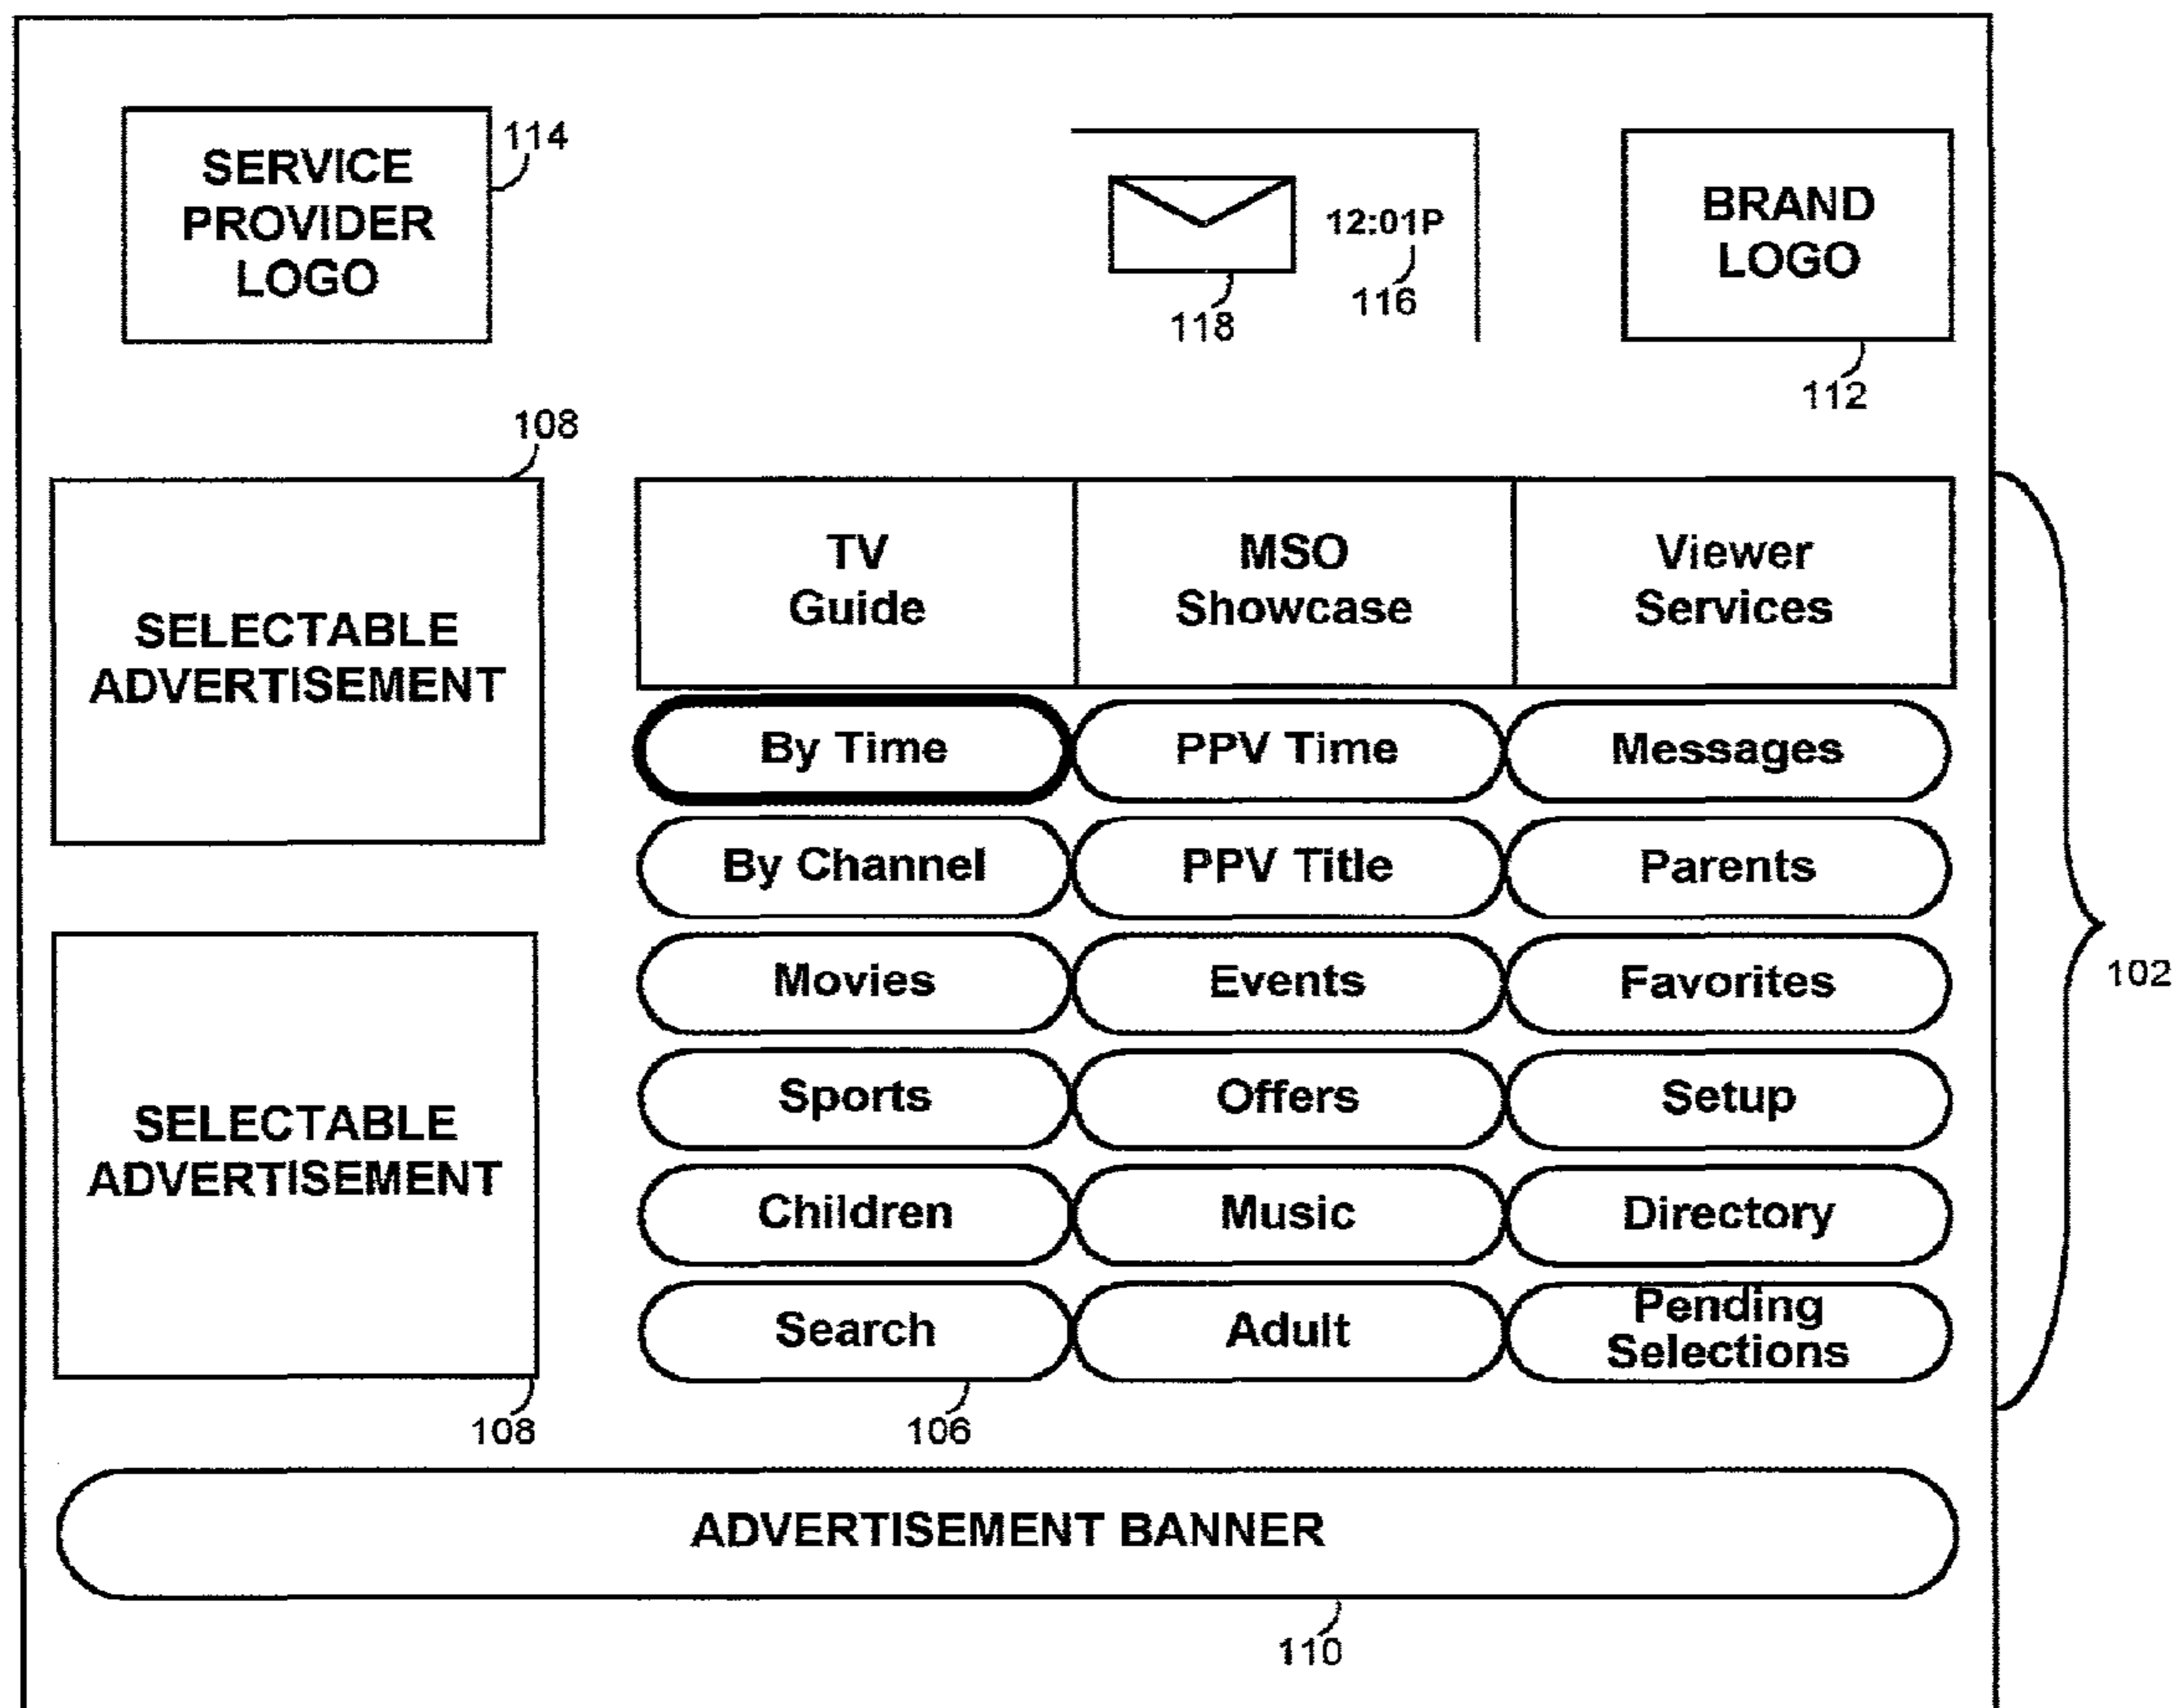 SERVICE
PROVIDER
LOGO
114
12:01P
116
118
BRAND
LOGO
112
108
SELECTABLE
ADVERTISEMENT
TV
Guide
MSO
Showcase
Viewer
Services
By Time
PPV Time
Messages
By Channel
PPV Title
Parents
Movies
Events
Favorites
102
SELECTABLE
ADVERTISEMENT
Sports
Offers
Setup
Children
Music
Directory
Search
Adult
Pending
Selections
108
106
ADVERTISEMENT BANNER
110